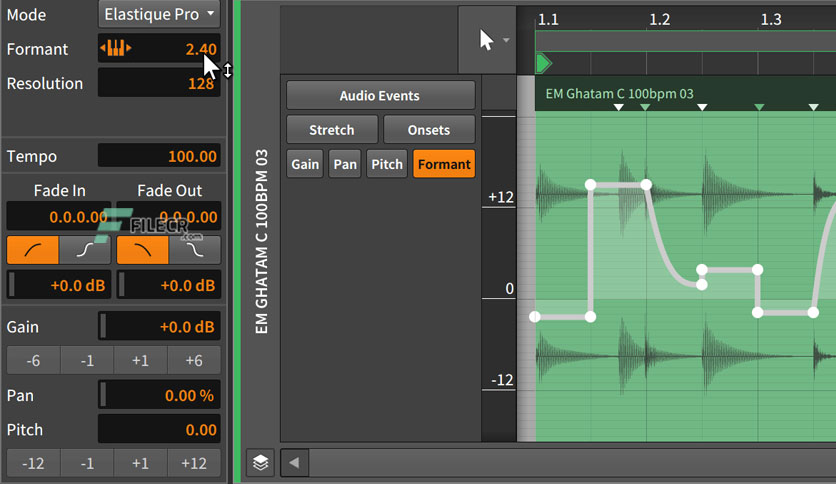 Mode Elastique Pro
Formant 2.40
Resolution 128
Tempo 100.00
Fade In Fade Out
0.0.0.00 0.0.0.00
FILECR
.com
+0.0 dB +0.0 dB
Gain +0.0 dB
-6 -1 +1 +6
Pan 0.00 %
Pitch 0.00
-12 -1 +1 +12
EM GHATAM C 100BPM 03
Audio Events
Stretch Onsets
Gain Pan Pitch Formant
+12
0
-12
1.1 1.2 1.3
EM Ghatam C 100bpm 03